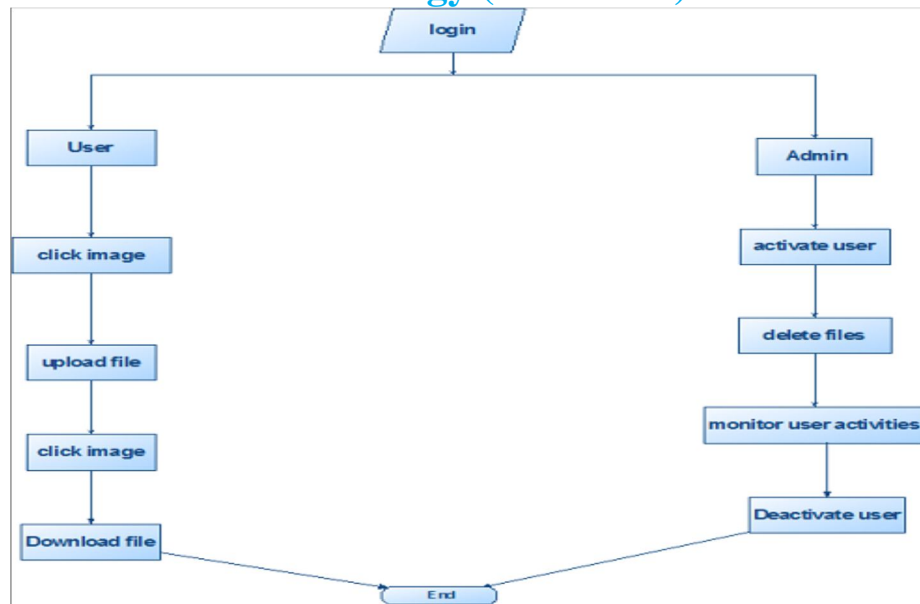 login
User
Admin
click image
activate user
upload file
delete files
click image
monitor user activities
Download file
Deactivate user
End